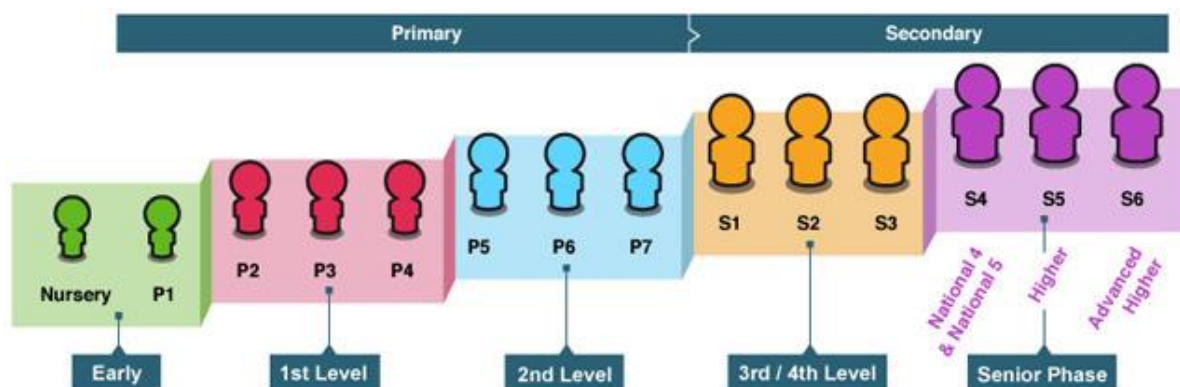 Primary
Secondary
Nursery
P1
P2
P3
P4
P5
P6
P7
S1
S2
S3
S4
S5
S6
National 4
& National 5
Higher
Advanced
Higher
Early
1st Level
2nd Level
3rd / 4th Level
Senior Phase